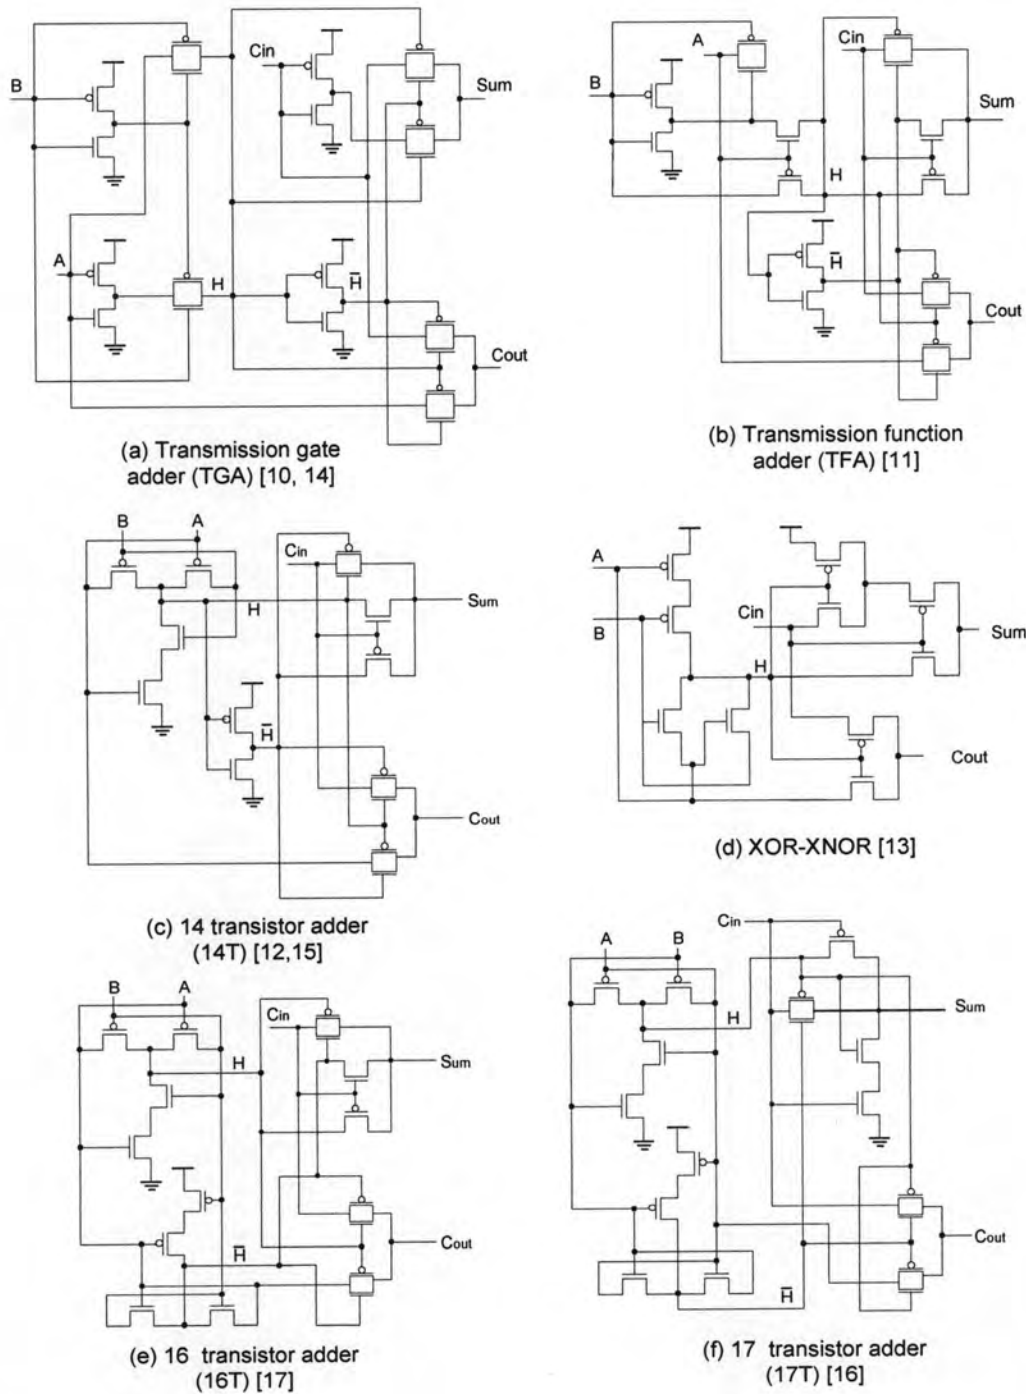 B
Cin
Sum
A
H
H̅
Cout
(a) Transmission gate
adder (TGA) [10, 14]
A
Cin
B
Sum
H
H̅
Cout
(b) Transmission function
adder (TFA) [11]
B A
Cin
H
Sum
H̅
Cout
(c) 14 transistor adder
(14T) [12,15]
A
B
Cin
Sum
H
Cout
(d) XOR-XNOR [13]
B A
Cin
H
Sum
H̅
Cout
(e) 16 transistor adder
(16T) [17]
Cin
A B
H
Sum
Cout
H̅
(f) 17 transistor adder
(17T) [16]